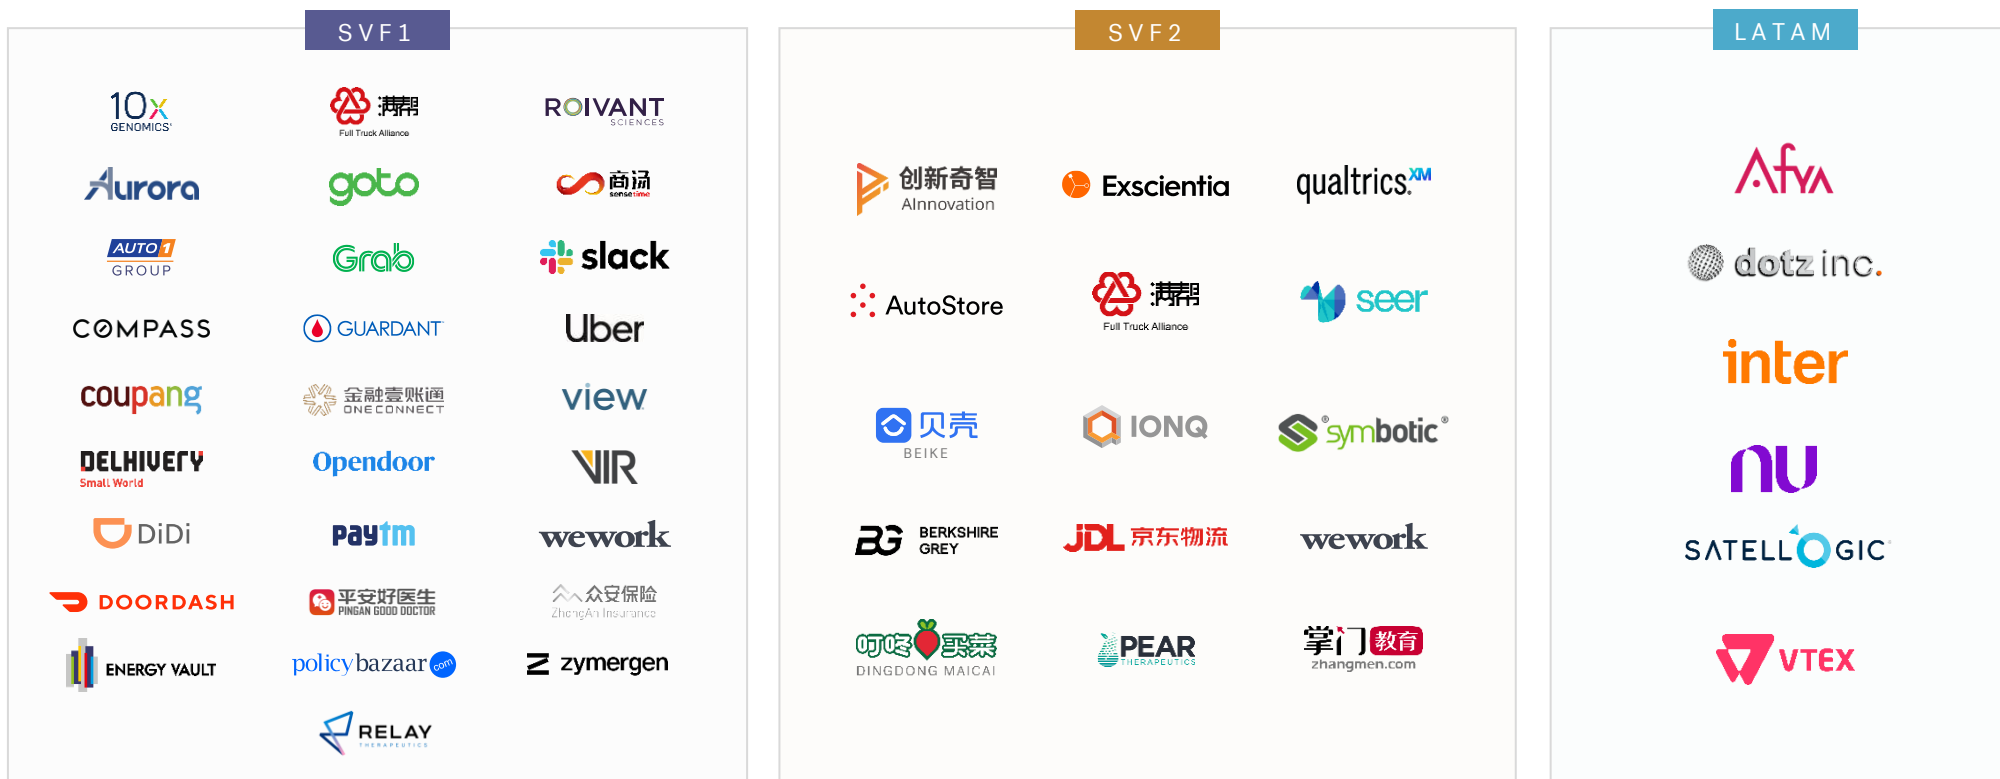 SVF1
10x
GENOMICS
满帮
Full Truck Alliance
ROIVANT
SCIENCES
Aurora
goto
商汤
sensetime
AUTO1
GROUP
Grab
slack
COMPASS
GUARDANT
Uber
coupang
金融壹账通
ONECONNECT
view
DELHIVERY
Small World
Opendoor
VIR
DiDi
paytm
wework
DOORDASH
平安好医生
PINGAN GOOD DOCTOR
众安保险
ZhongAn Insurance
ENERGY VAULT
policybazaar com
zymergen
RELAY
THERAPEUTICS
SVF2
创新奇智
AInnovation
Exscientia
qualtrics.XM
AutoStore
满帮
Full Truck Alliance
seer
贝壳
BEIKE
IONQ
symbotic®
BG BERKSHIRE
GREY
JDL 京东物流
wework
叮咚买菜
DINGDONG MAICAI
PEAR
THERAPEUTICS
掌门教育
zhangmen.com
LATAM
Afya
dotz inc.
inter
nu
SATELLOGIC
VTEX